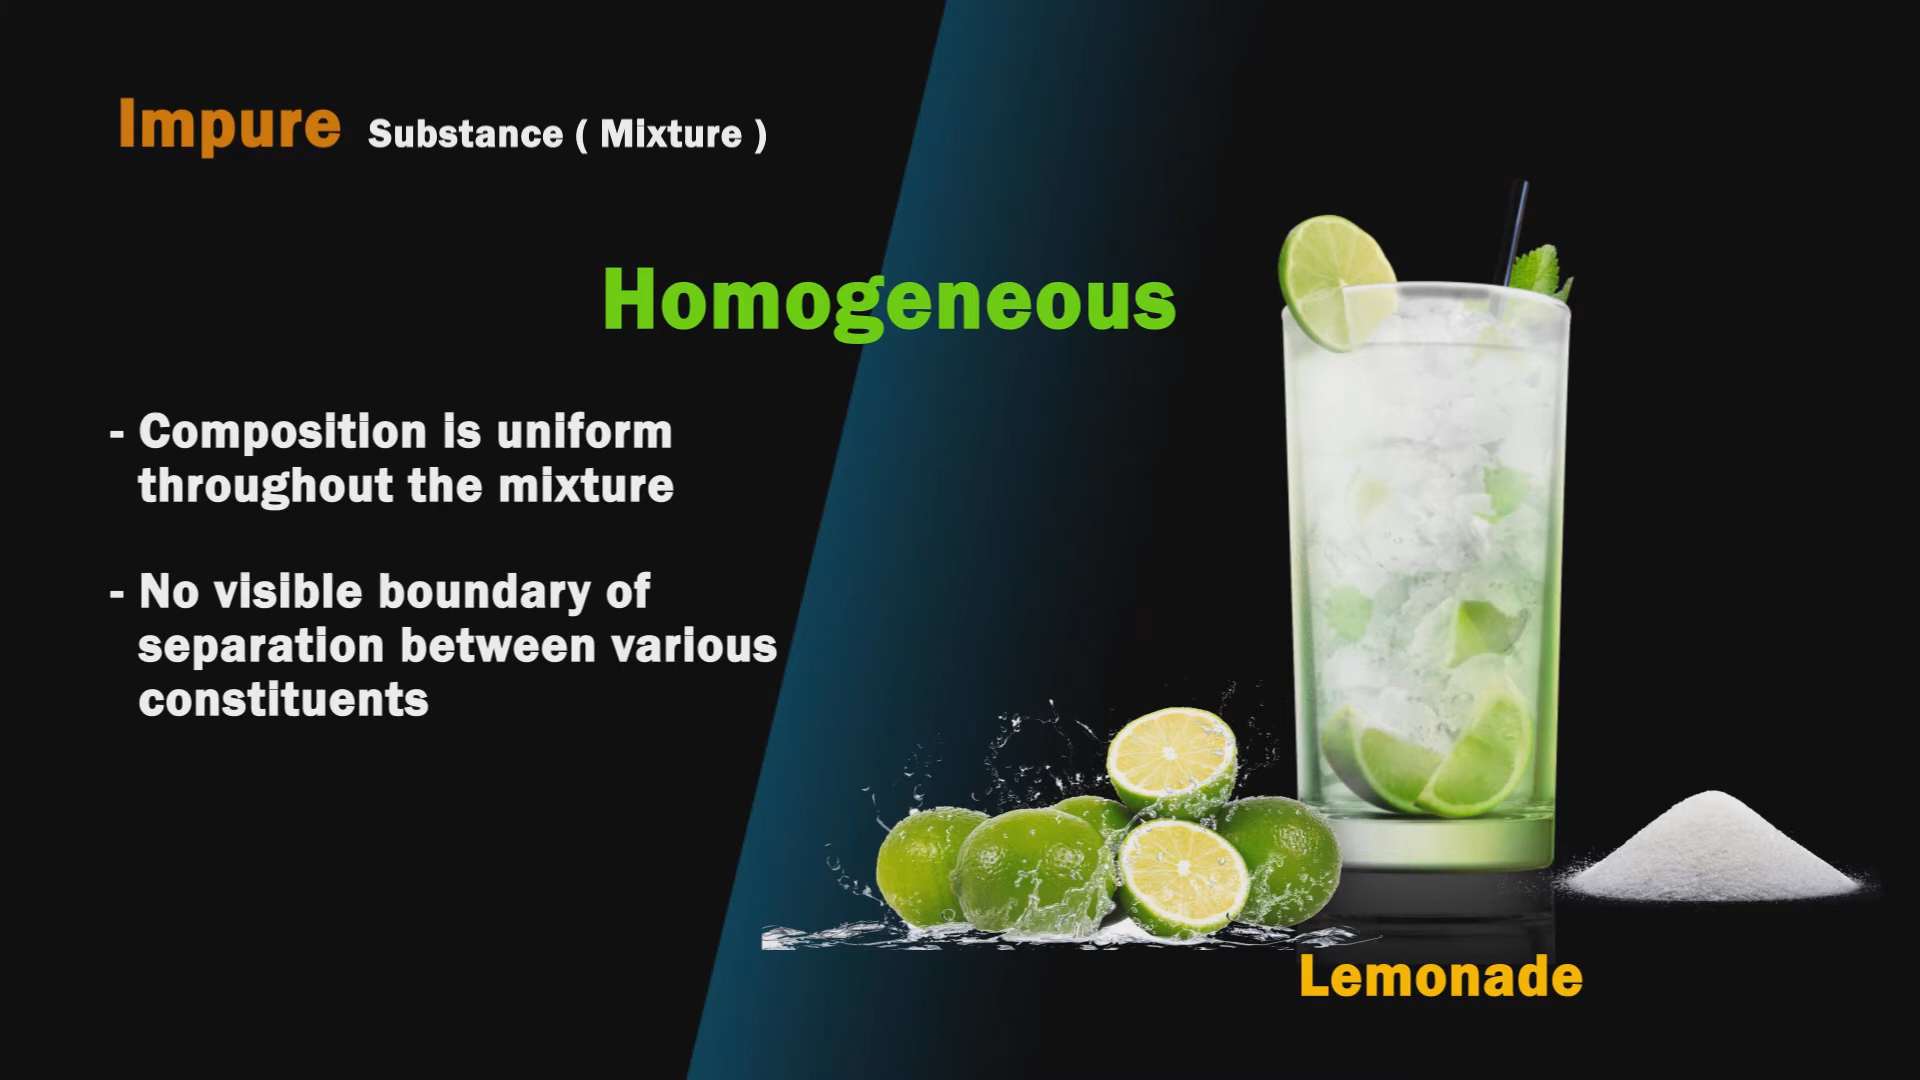 Impure Substance ( Mixture )
Homogeneous
- Composition is uniform
throughout the mixture
- No visible boundary of
separation between various
constituents
Lemonade